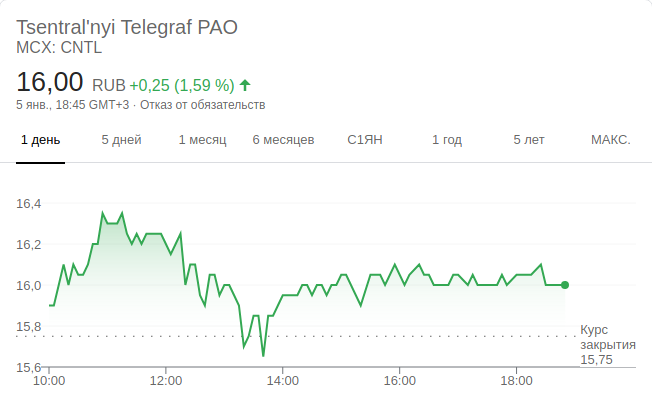 Tsentral'nyi Telegraf PAO
MCX: CNTL
16,00 RUB +0,25 (1,59 %)
5 янв., 18:45 GMT+3 · Отказ от обязательств
1 день 5 дней 1 месяц 6 месяцев С1ЯН 1 год 5 лет МАКС.
16,4
16,2
16,0
15,8
Курс
закрытия
15,75
15,6
10:00 12:00 14:00 16:00 18:00